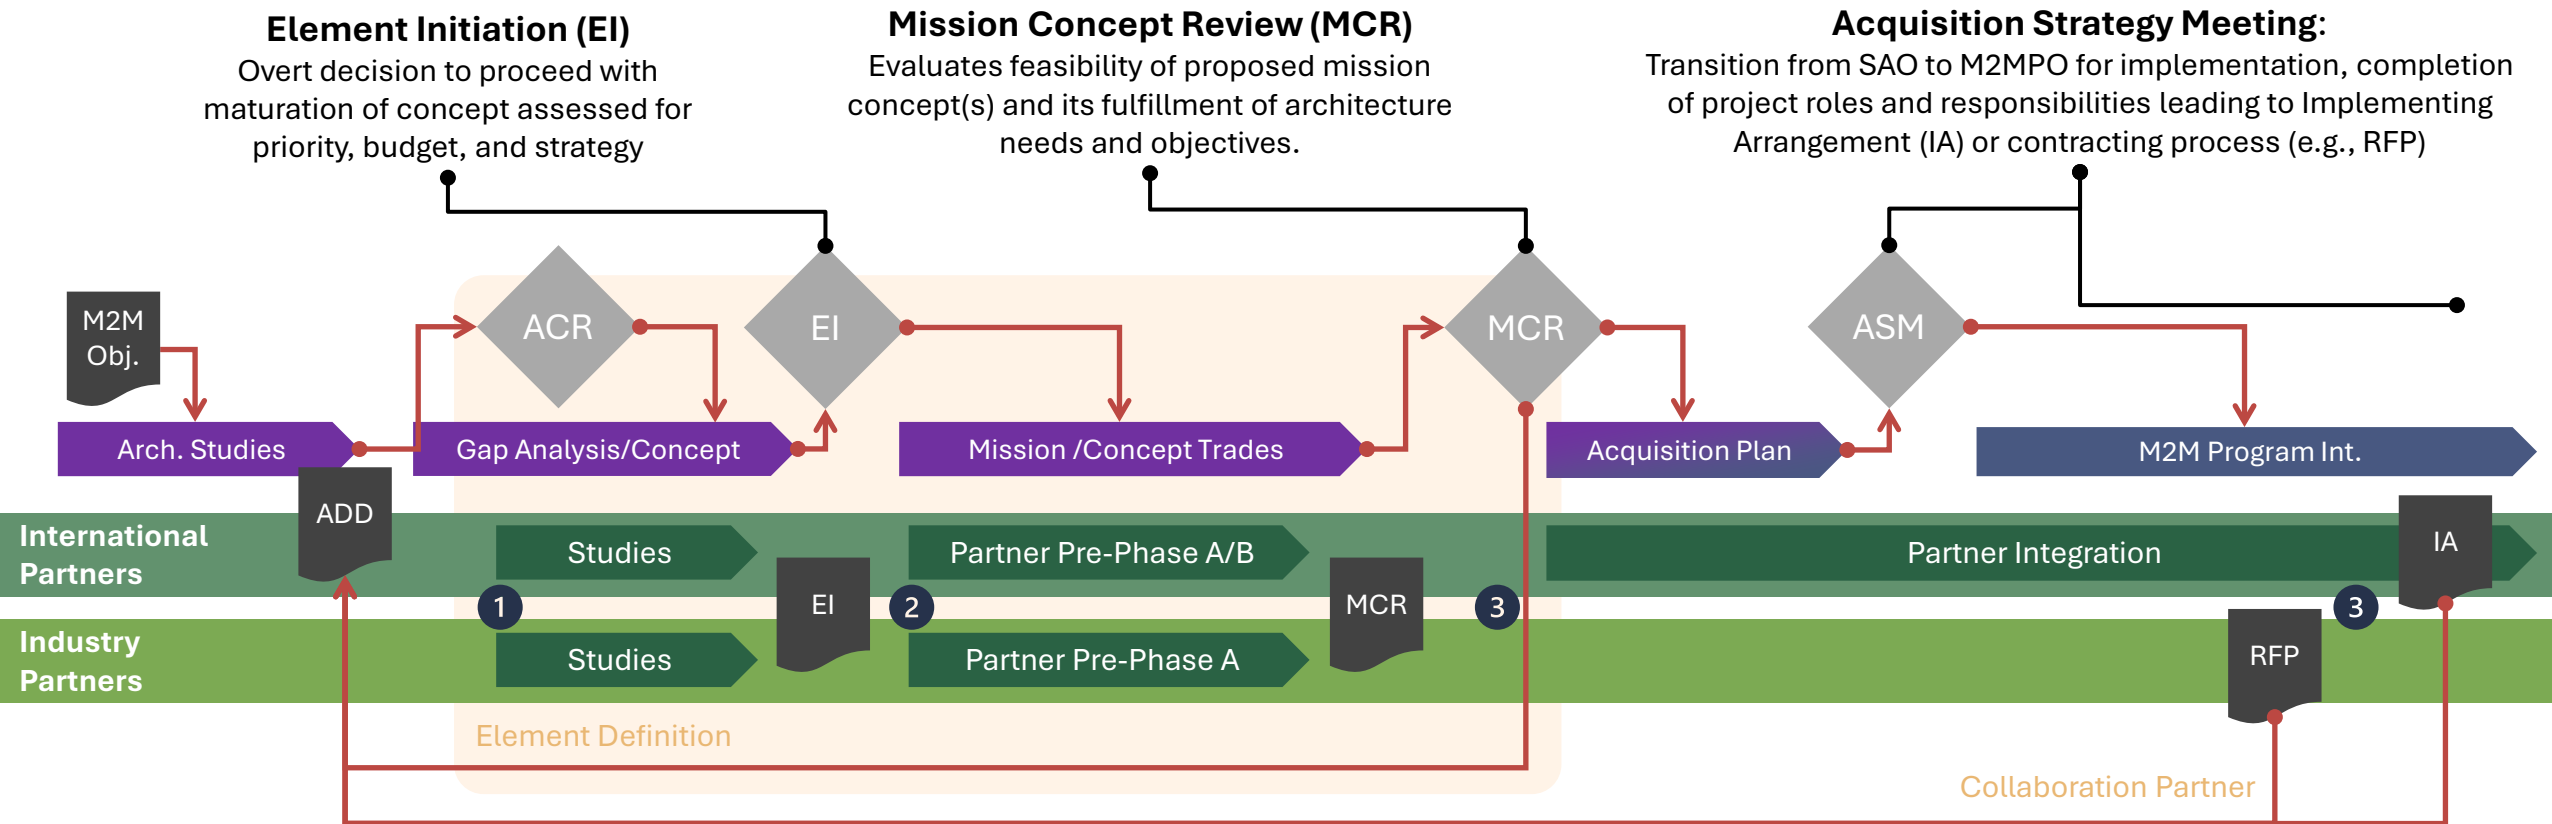 Element Initiation (EI)
Overt decision to proceed with
maturation of concept assessed for
priority, budget, and strategy
Mission Concept Review (MCR)
Evaluates feasibility of proposed mission
concept(s) and its fulfillment of architecture
needs and objectives.
Acquisition Strategy Meeting:
Transition from SAO to M2MPO for implementation, completion
of project roles and responsibilities leading to Implementing
Arrangement (IA) or contracting process (e.g., RFP)
M2M
Obj.
ACR
EI
MCR
ASM
Arch. Studies
Gap Analysis/Concept
Mission /Concept Trades
Acquisition Plan
M2M Program Int.
ADD
International
Partners
Studies
Partner Pre-Phase A/B
Partner Integration
IA
1
EI
2
MCR
3
3
Industry
Partners
Studies
Partner Pre-Phase A
RFP
Element Definition
Collaboration Partner